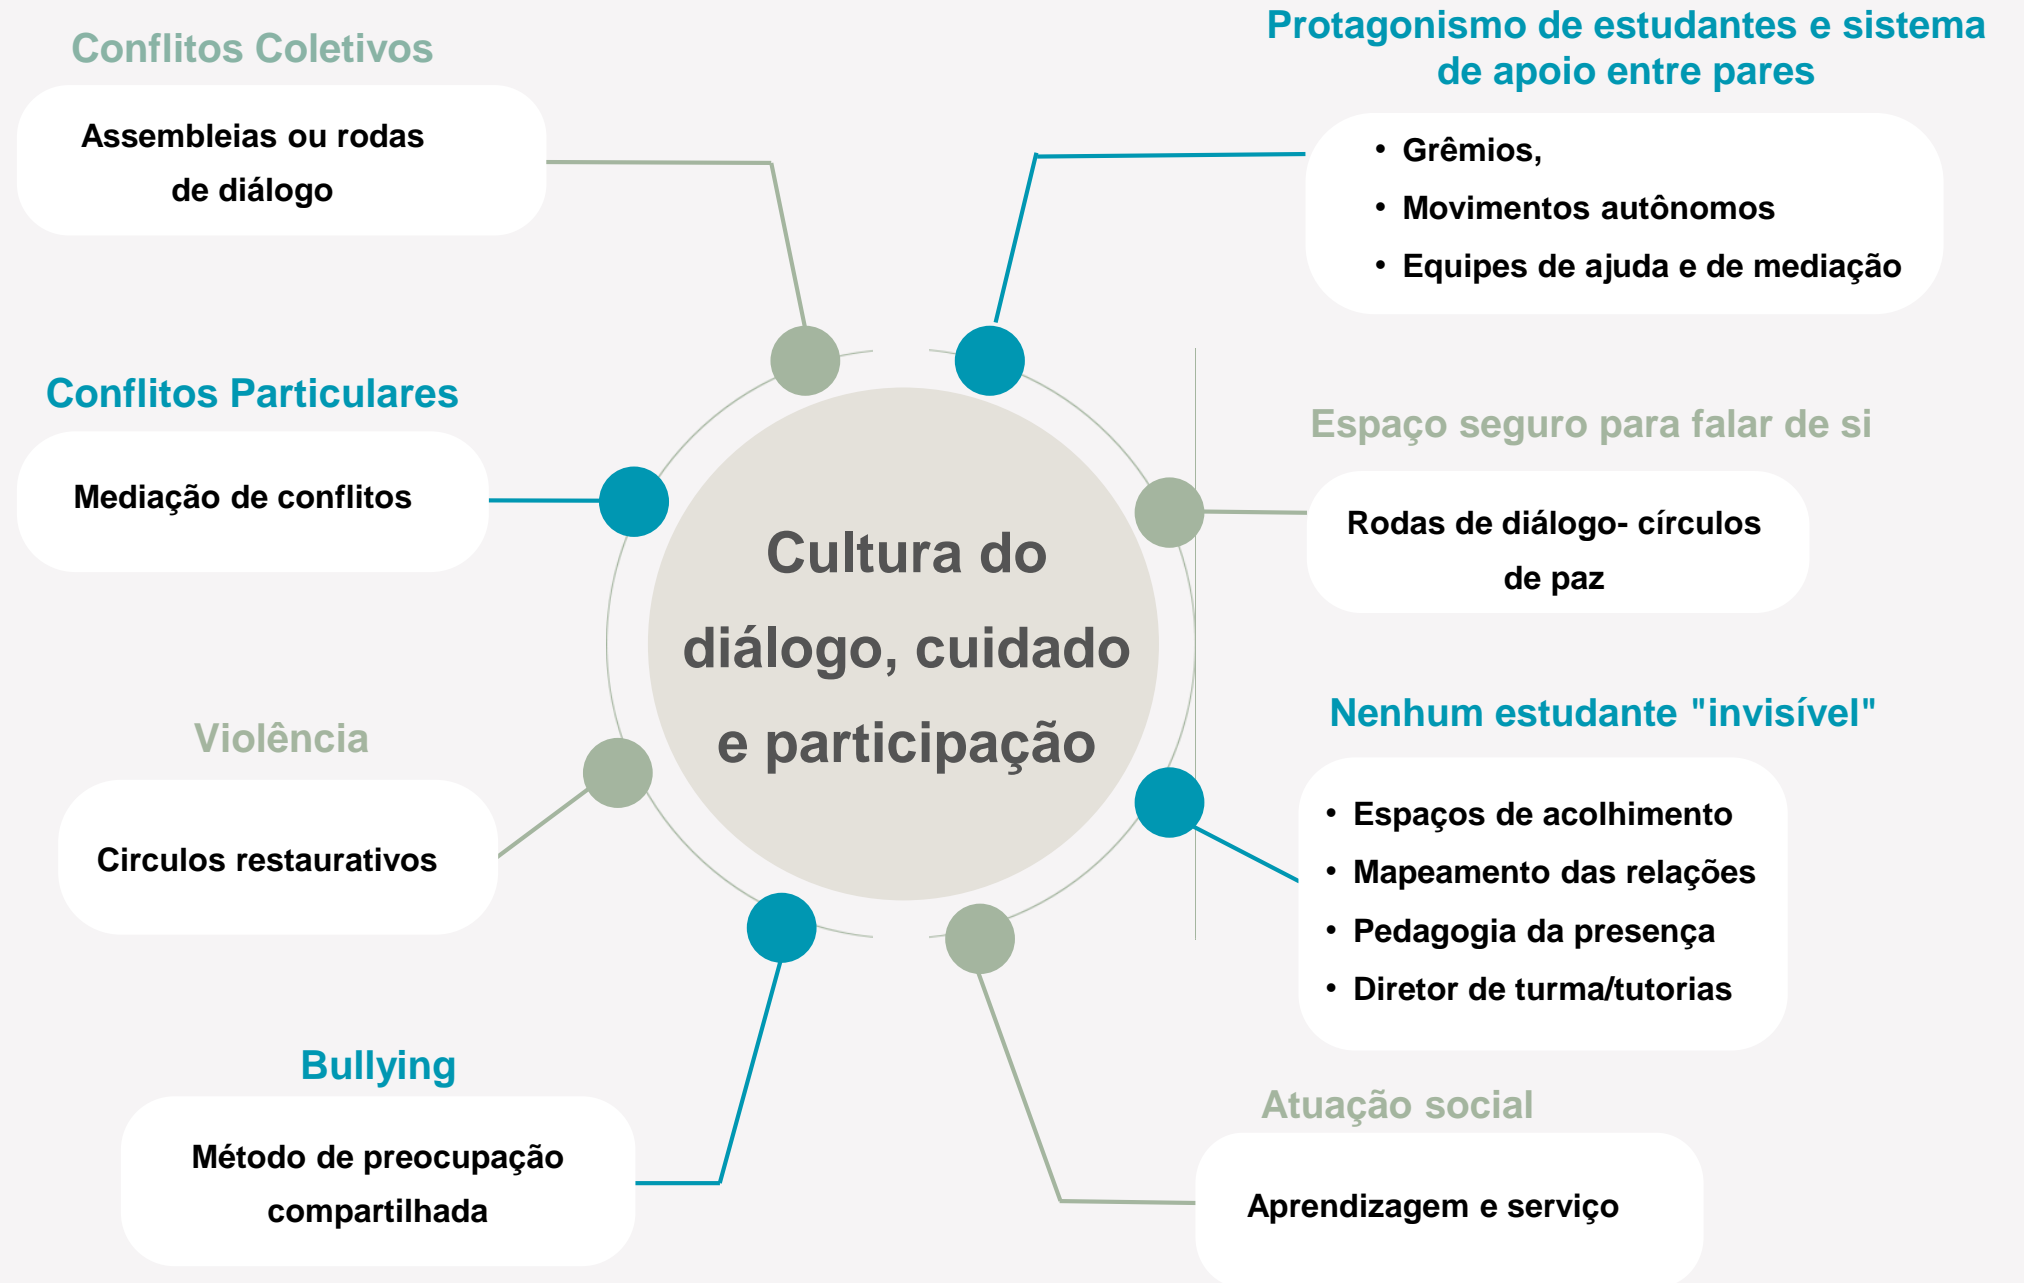 Conflitos Coletivos
Assembleias ou rodas
de diálogo
Conflitos Particulares
Mediação de conflitos
Violência
Circulos restaurativos
Bullying
Método de preocupação
compartilhada
Cultura do
diálogo, cuidado
e participação
Protagonismo de estudantes e sistema
de apoio entre pares
• Grêmios,
• Movimentos autônomos
• Equipes de ajuda e de mediação
Espaço seguro para falar de si
Rodas de diálogo- círculos
de paz
Nenhum estudante "invisível"
• Espaços de acolhimento
• Mapeamento das relações
• Pedagogia da presença
• Diretor de turma/tutorias
Atuação social
Aprendizagem e serviço